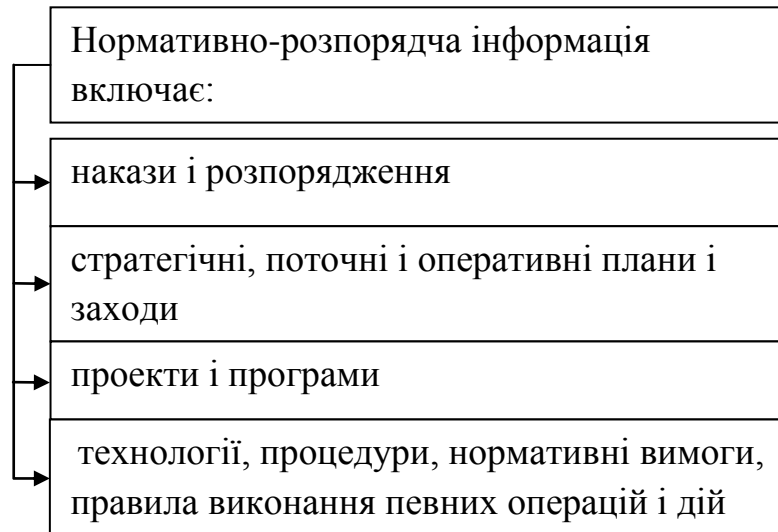 Нормативно-розпорядча інформація
включає:
накази і розпорядження
стратегічні, поточні і оперативні плани і
заходи
проекти і програми
технології, процедури, нормативні вимоги,
правила виконання певних операцій і дій